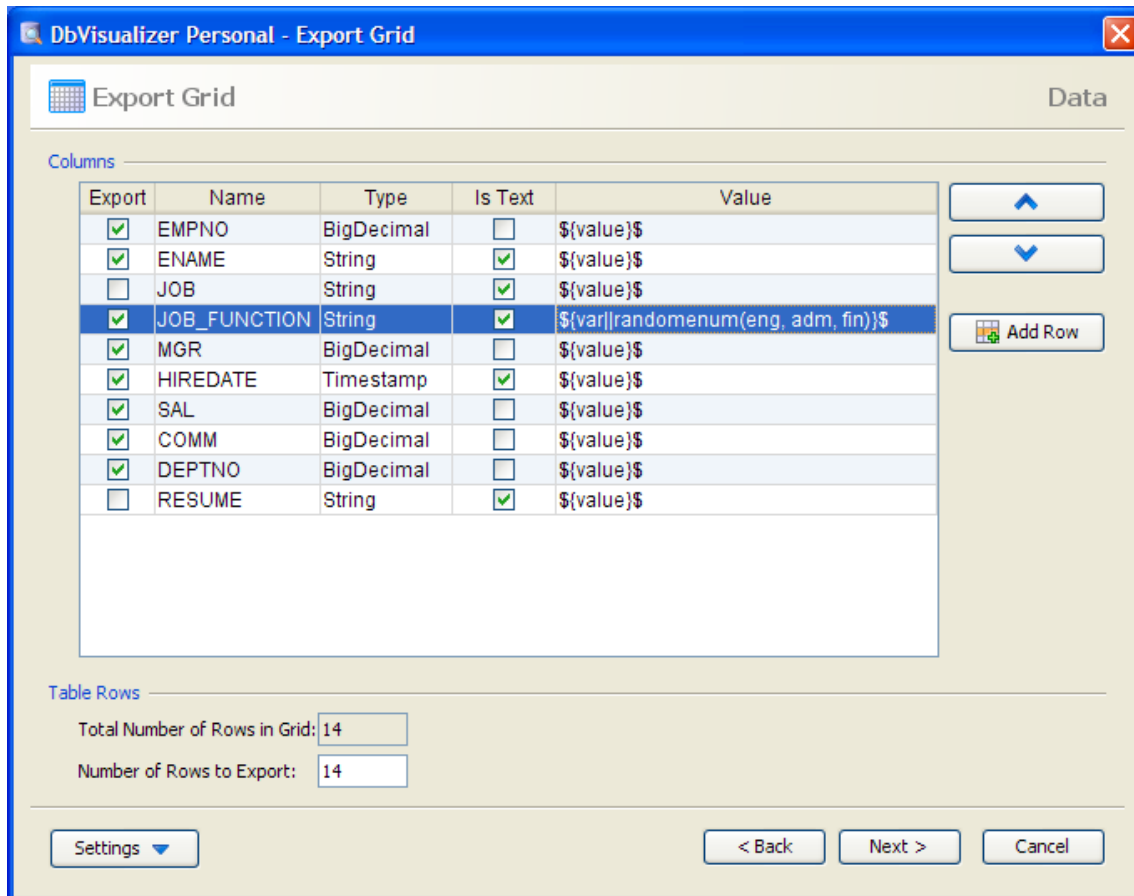 DbVisualizer Personal - Export Grid
Export Grid Data
Columns
Export Name Type Is Text Value
EMPNO BigDecimal ${value}$
ENAME String ${value}$
JOB String ${value}$
JOB_FUNCTION String ${var||randomenum(eng, adm, fin)}$
MGR BigDecimal ${value}$
HIREDATE Timestamp ${value}$
SAL BigDecimal ${value}$
COMM BigDecimal ${value}$
DEPTNO BigDecimal ${value}$
RESUME String ${value}$
Add Row
Table Rows
Total Number of Rows in Grid: 14
Number of Rows to Export: 14
Settings < Back Next > Cancel